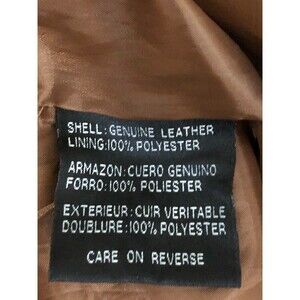 SHELL:GENUINE LEATHER
LINING:100% POLYESTER
ARMAZON:CUERO GENUINO
FORRO:100% POLIESTER
EXTERIEUR:CUIR VERITABLE
DOUBLURE:100% POLYESTER
CARE ON REVERSE